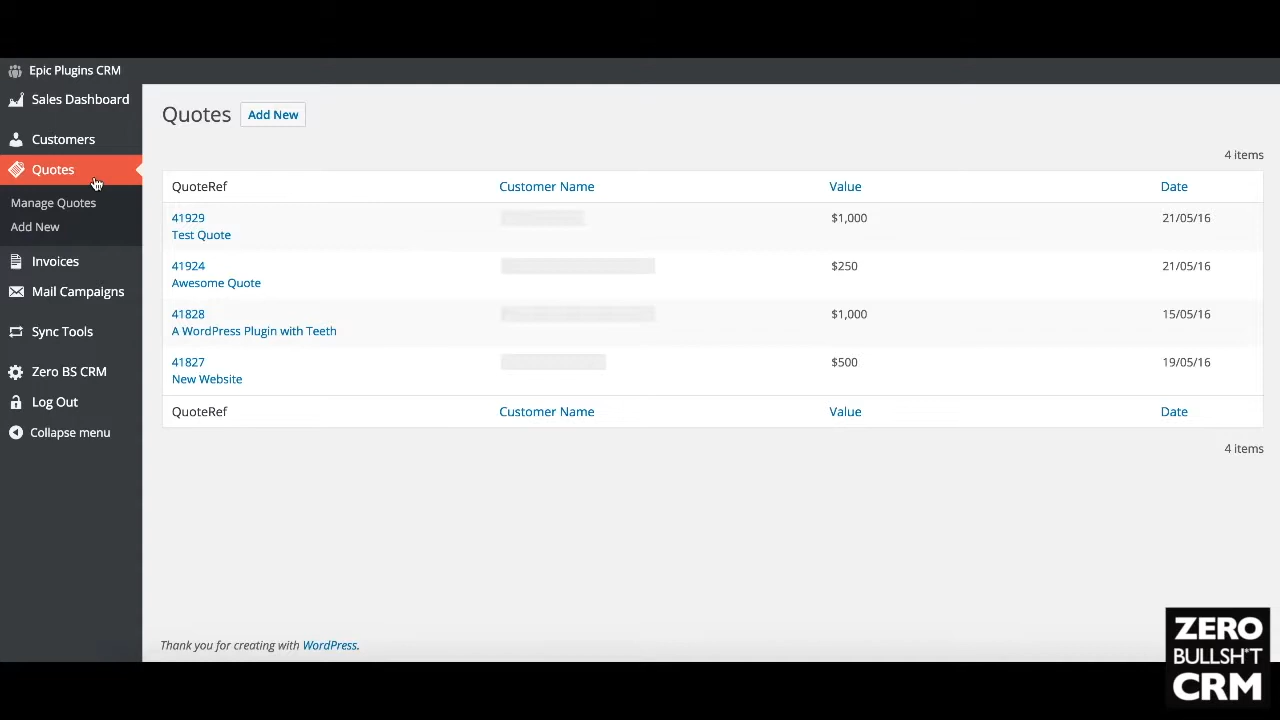 Epic Plugins CRM
Sales Dashboard
Customers
Quotes
Manage Quotes
Add New
Invoices
Mail Campaigns
Sync Tools
Zero BS CRM
Log Out
Collapse menu
Quotes Add New
4 items
QuoteRef Customer Name Value Date
41929 $1,000 21/05/16
Test Quote
41924 $250 21/05/16
Awesome Quote
41828 $1,000 15/05/16
A WordPress Plugin with Teeth
41827 $500 19/05/16
New Website
QuoteRef Customer Name Value Date
4 items
Thank you for creating with WordPress.
ZERO
BULLSH*T
CRM